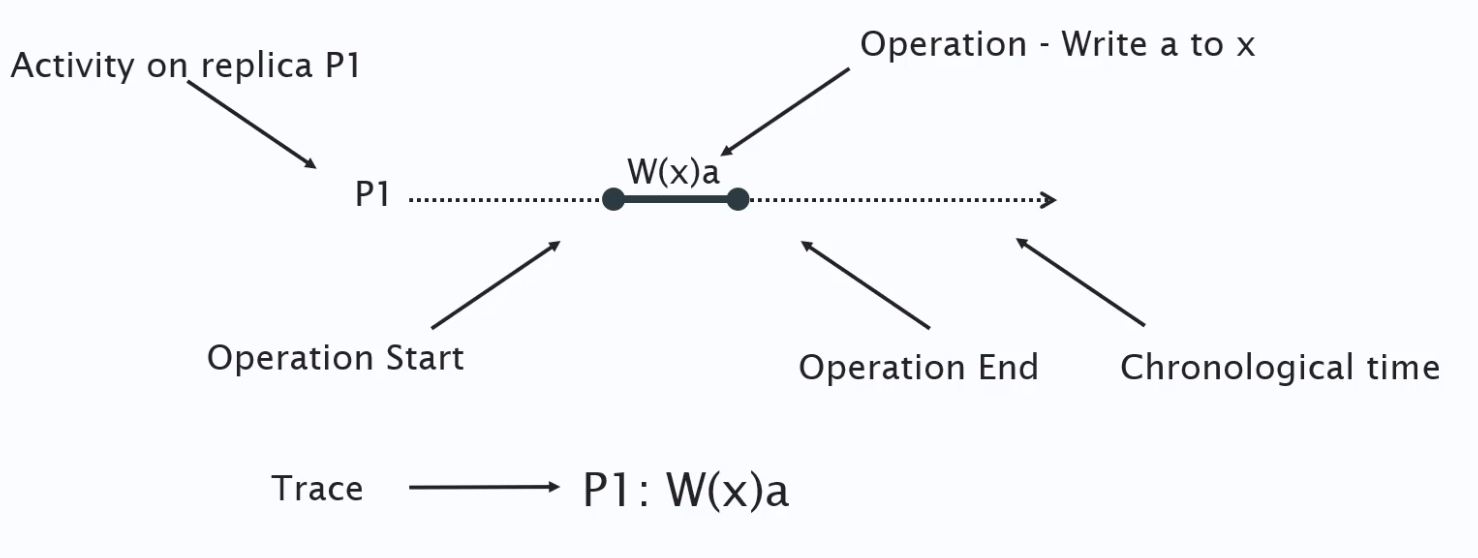 Operation - Write a to x
Activity on replica P1
W(x)a
P1
Operation Start
Operation End
Chronological time
Trace
P1: W(x)a